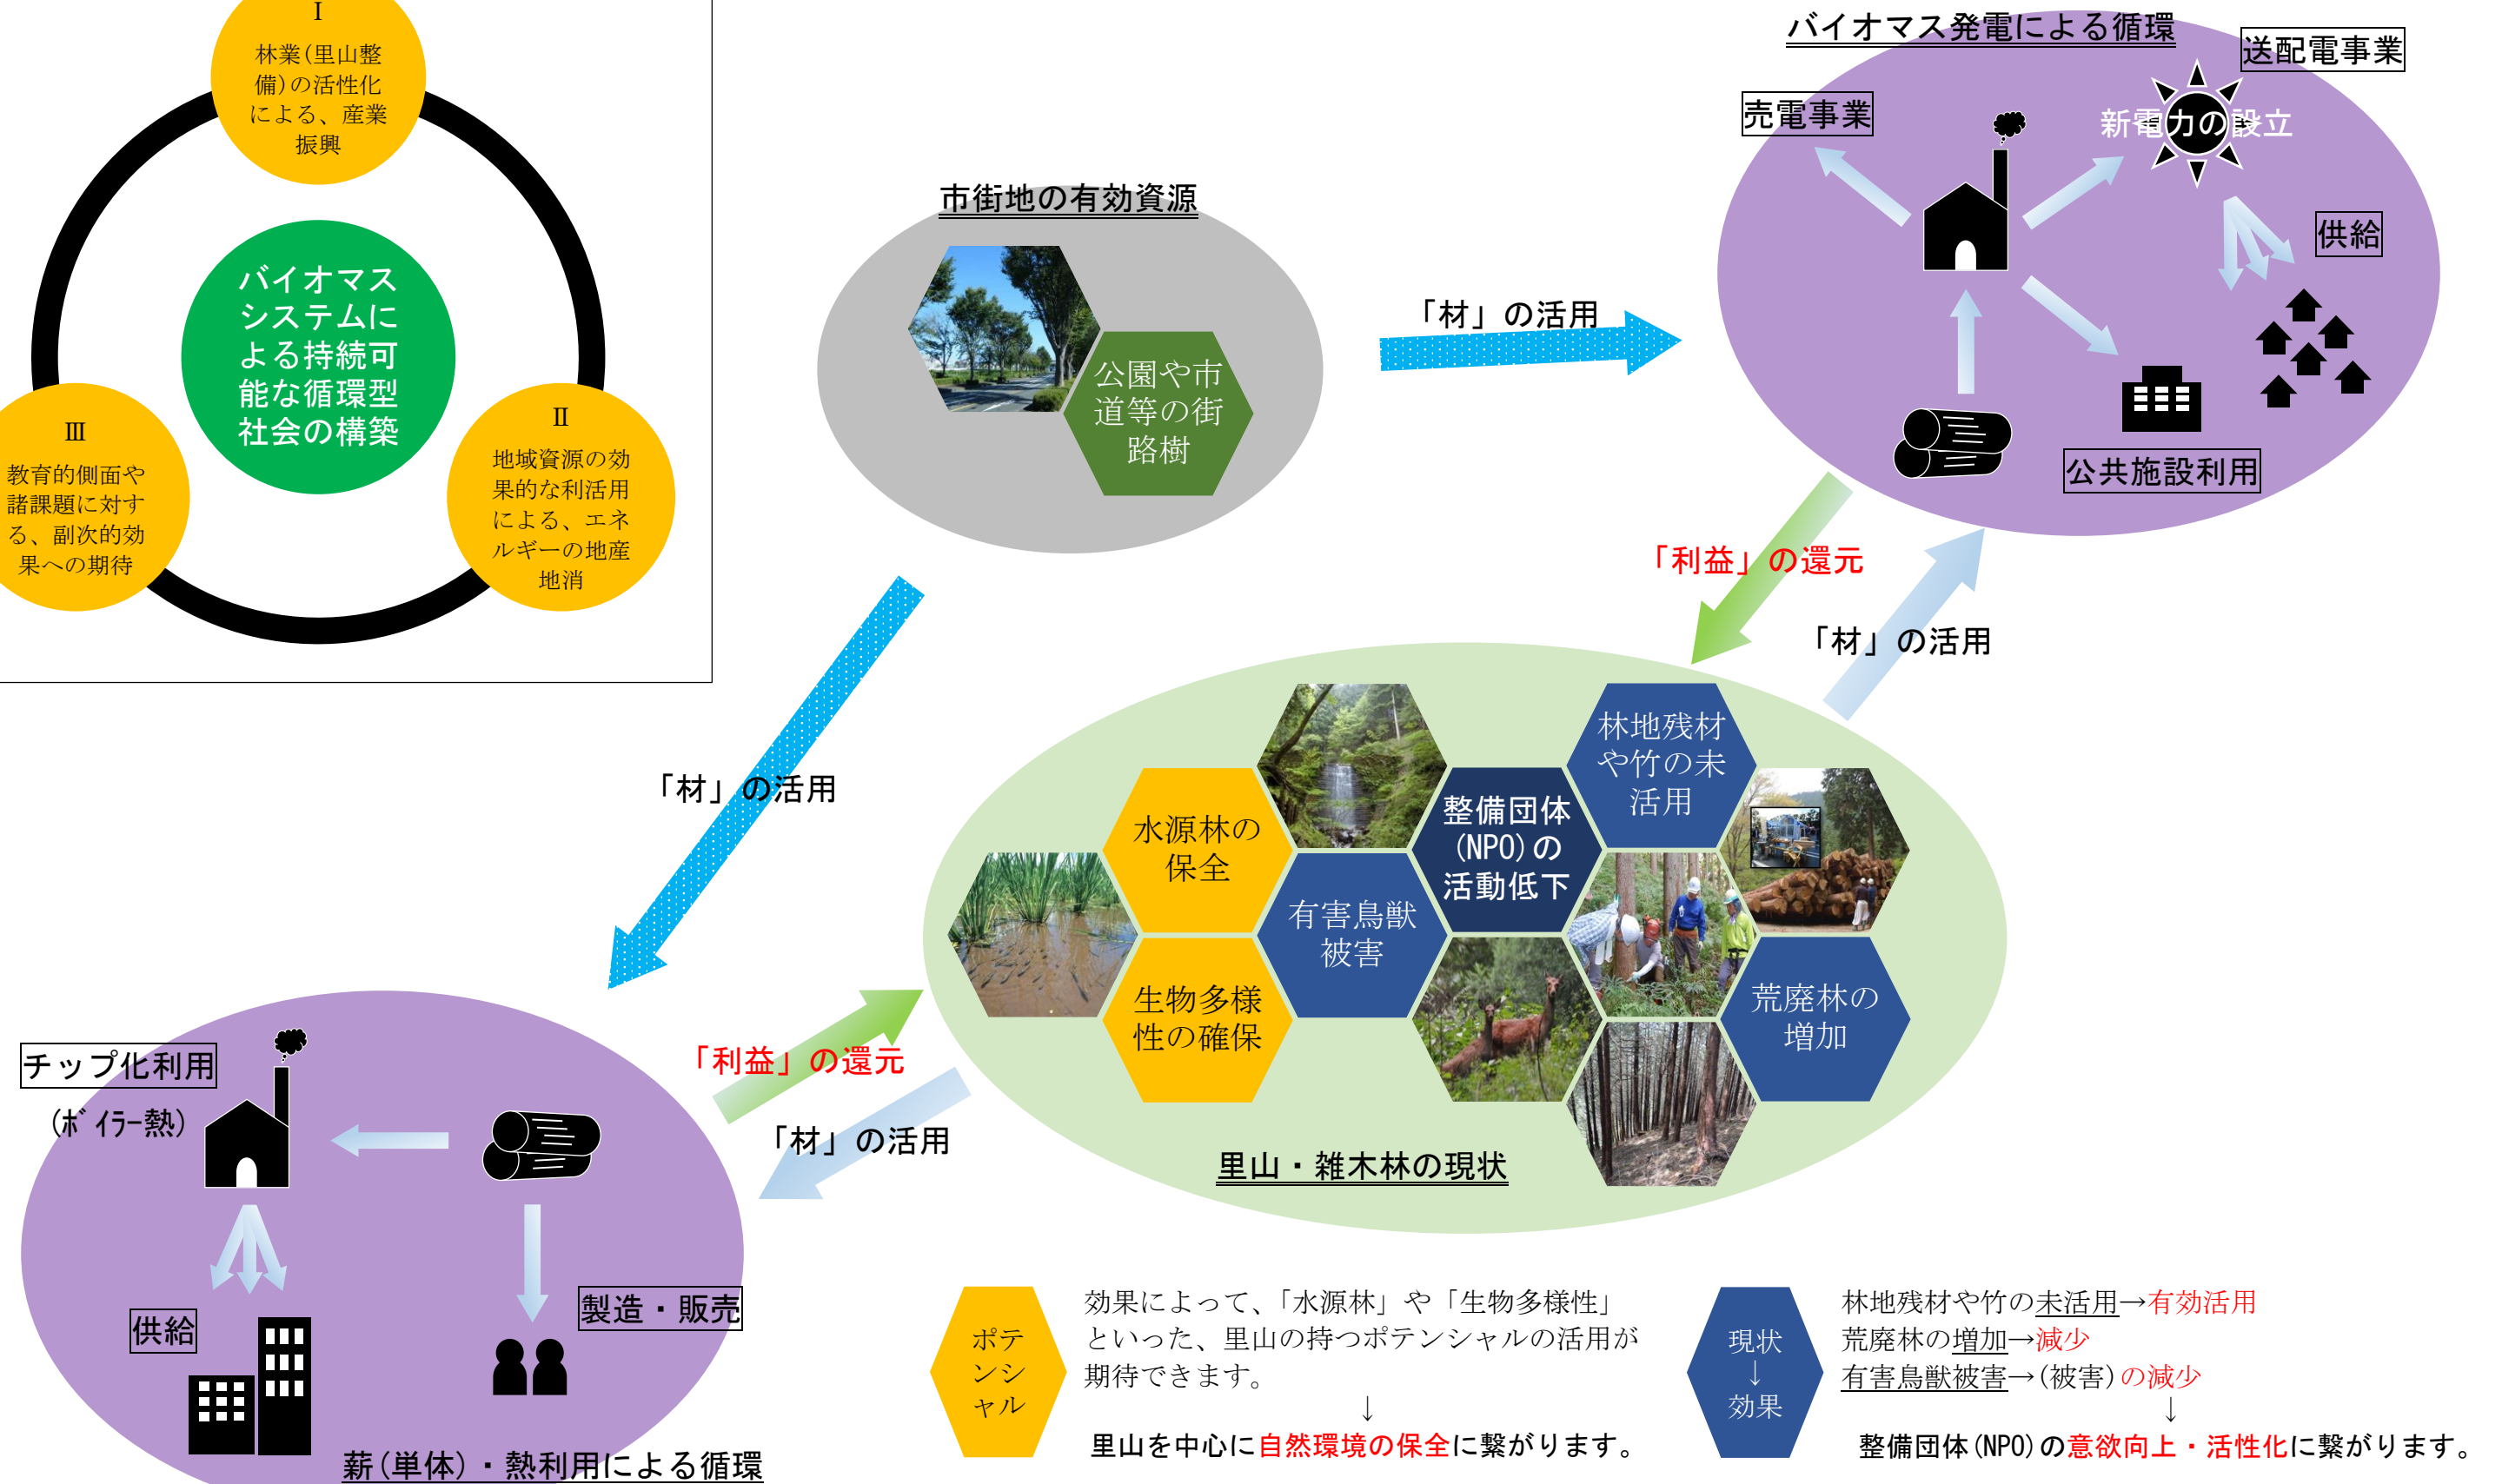 Ⅰ
林業(里山整
備)の活性化
による、産業
振興
バイオマス
システムに
よる持続可
能な循環型
社会の構築
Ⅲ
教育的側面や
諸課題に対す
る、副次的効
果への期待
Ⅱ
地域資源の効
果的な利活用
による、エネ
ルギーの地産
地消
市街地の有効資源
公園や市
道等の街
路樹
「材」の活用
バイオマス発電による循環
送配電事業
売電事業
新電力の設立
供給
公共施設利用
「利益」の還元
「材」の活用
「材」の活用
林地残材
や竹の未
活用
整備団体
(NPO)の
活動低下
水源林の
保全
有害鳥獣
被害
生物多様
性の確保
荒廃林の
増加
里山・雑木林の現状
「利益」の還元
「材」の活用
チップ化利用
(ﾎﾞｲﾗｰ熱)
供給
製造・販売
薪(単体)・熱利用による循環
ポテ
ンシ
ャル
効果によって、「水源林」や「生物多様性」
といった、里山の持つポテンシャルの活用が
期待できます。
↓
里山を中心に自然環境の保全に繋がります。
現状
↓
効果
林地残材や竹の未活用→有効活用
荒廃林の増加→減少
有害鳥獣被害→(被害)の減少
↓
整備団体(NPO)の意欲向上・活性化に繋がります。